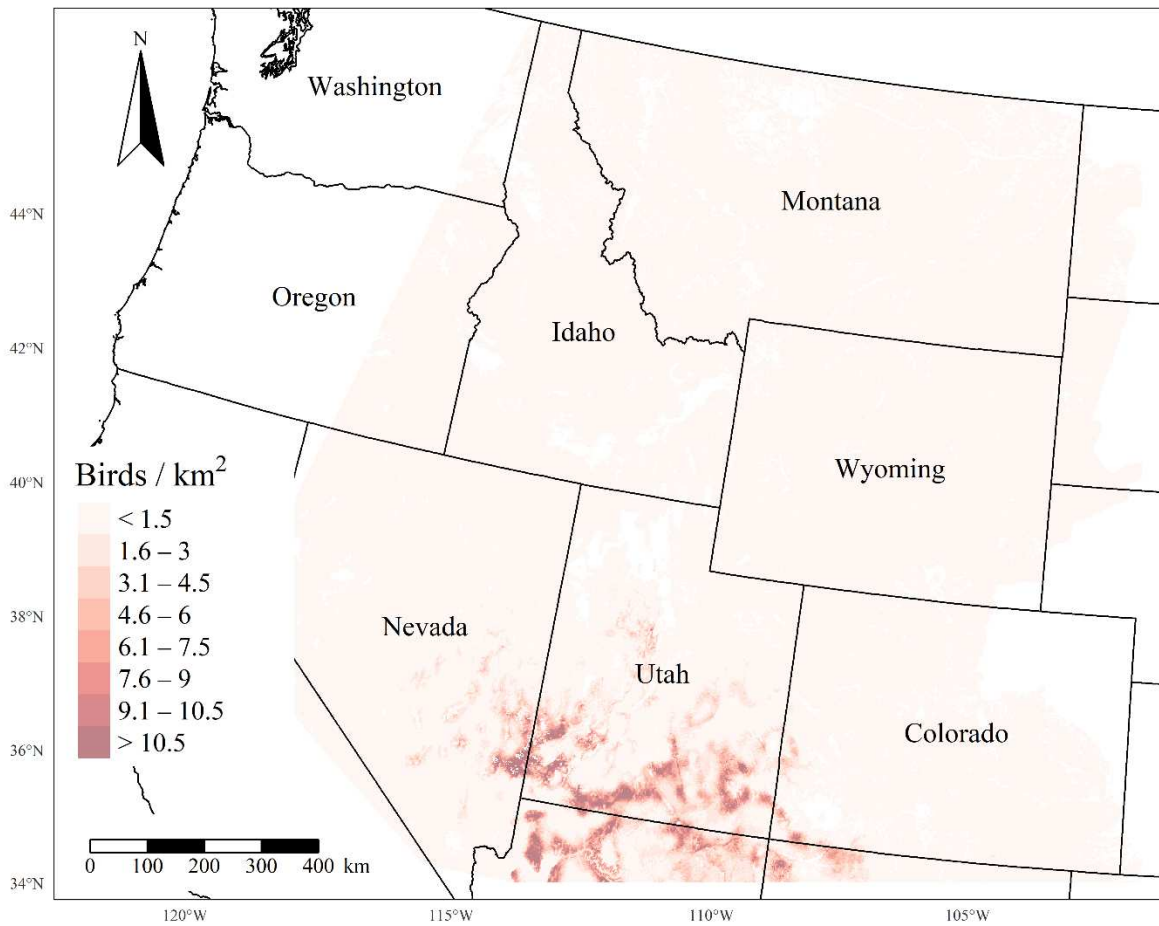 N
Washington
Montana
44°N
Oregon
Idaho
42°N
Wyoming
Birds / km²
40°N
< 1.5
1.6 – 3
3.1 – 4.5
4.6 – 6
6.1 – 7.5
7.6 – 9
9.1 – 10.5
> 10.5
38°N
Nevada
Utah
Colorado
36°N
0 100 200 300 400 km
34°N
120°W 115°W 110°W 105°W